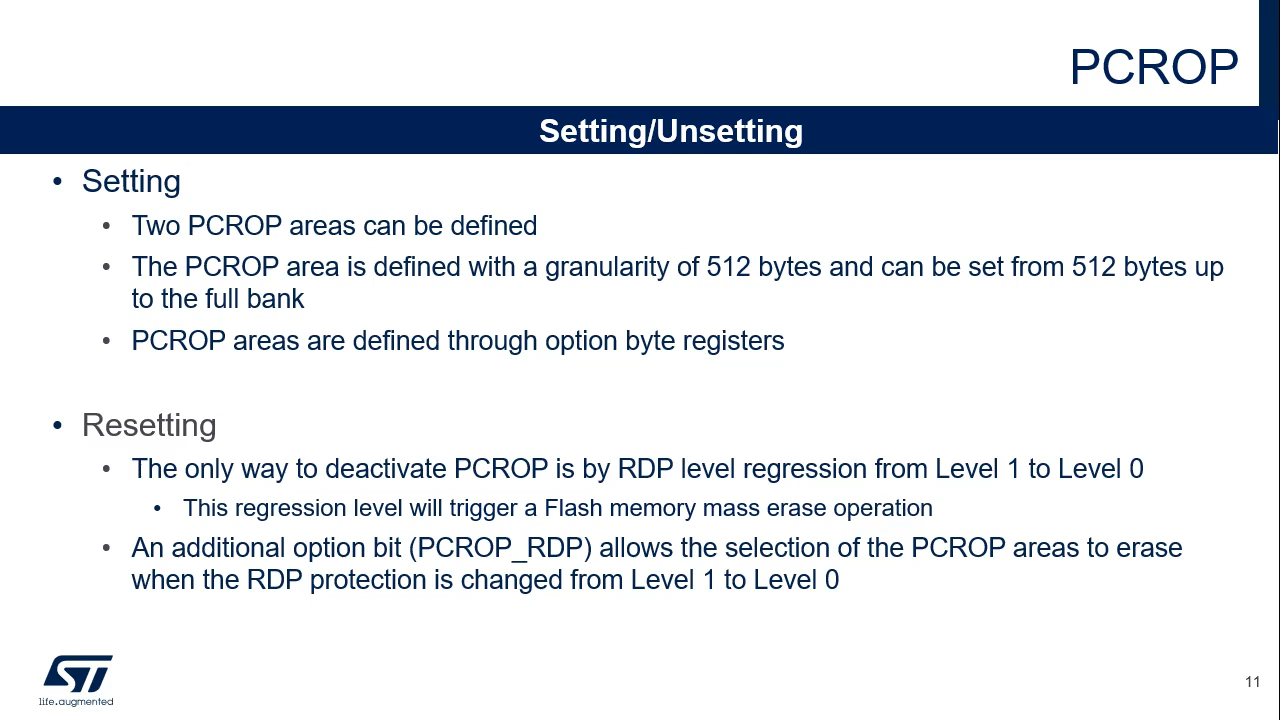 PCROP
Setting/Unsetting
• Setting
• Two PCROP areas can be defined
• The PCROP area is defined with a granularity of 512 bytes and can be set from 512 bytes up
to the full bank
• PCROP areas are defined through option byte registers
• Resetting
• The only way to deactivate PCROP is by RDP level regression from Level 1 to Level 0
• This regression level will trigger a Flash memory mass erase operation
• An additional option bit (PCROP_RDP) allows the selection of the PCROP areas to erase
when the RDP protection is changed from Level 1 to Level 0
ST
life.augmented
11